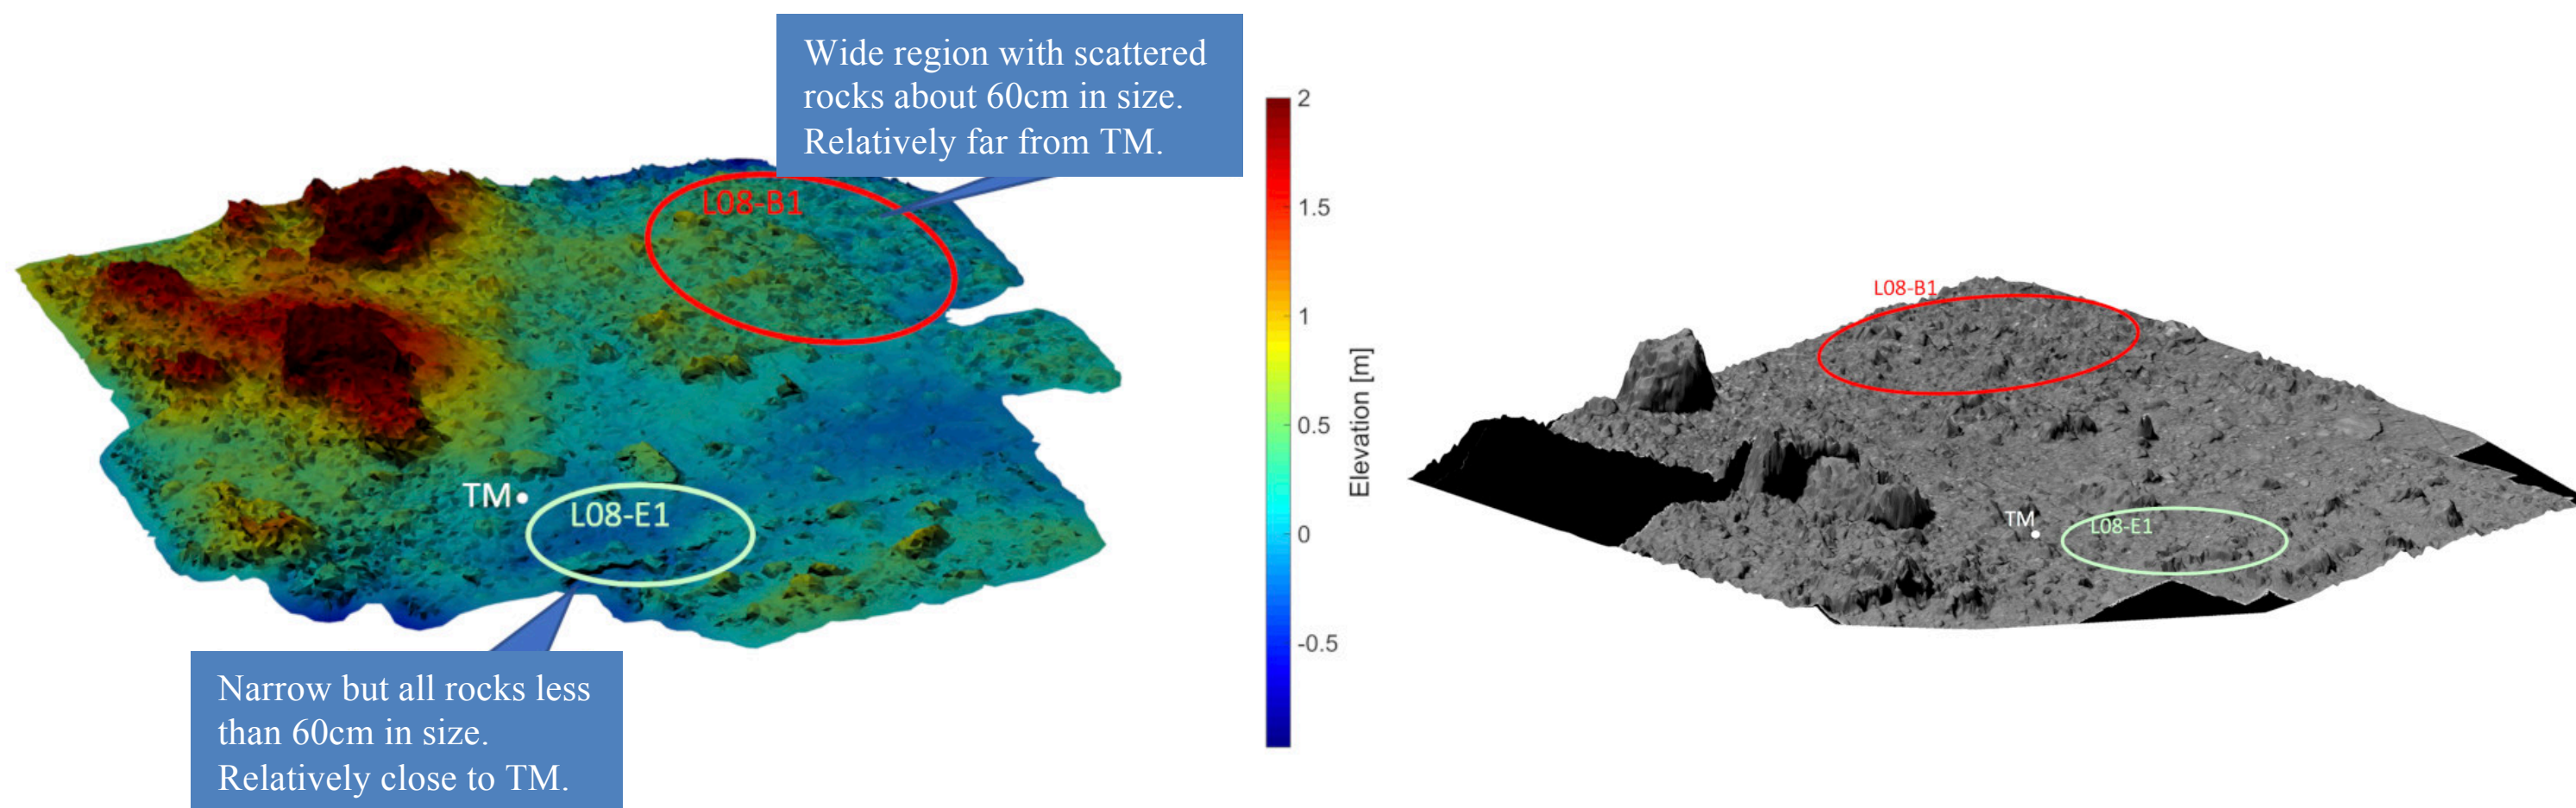 Wide region with scattered
rocks about 60cm in size.
Relatively far from TM.
L08-B1
TM
L08-E1
Narrow but all rocks less
than 60cm in size.
Relatively close to TM.
2
1.5
1
0.5
0
-0.5
Elevation [m]
L08-B1
TM
L08-E1